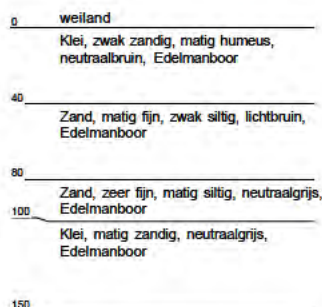 0 weiland
Klei, zwak zandig, matig humeus,
neutraalbruin, Edelmanboor
40
Zand, matig fijn, zwak siltig, lichtbruin,
Edelmanboor
80
Zand, zeer fijn, matig siltig, neutraalgrijs,
Edelmanboor
100
Klei, matig zandig, neutraalgrijs,
Edelmanboor
150